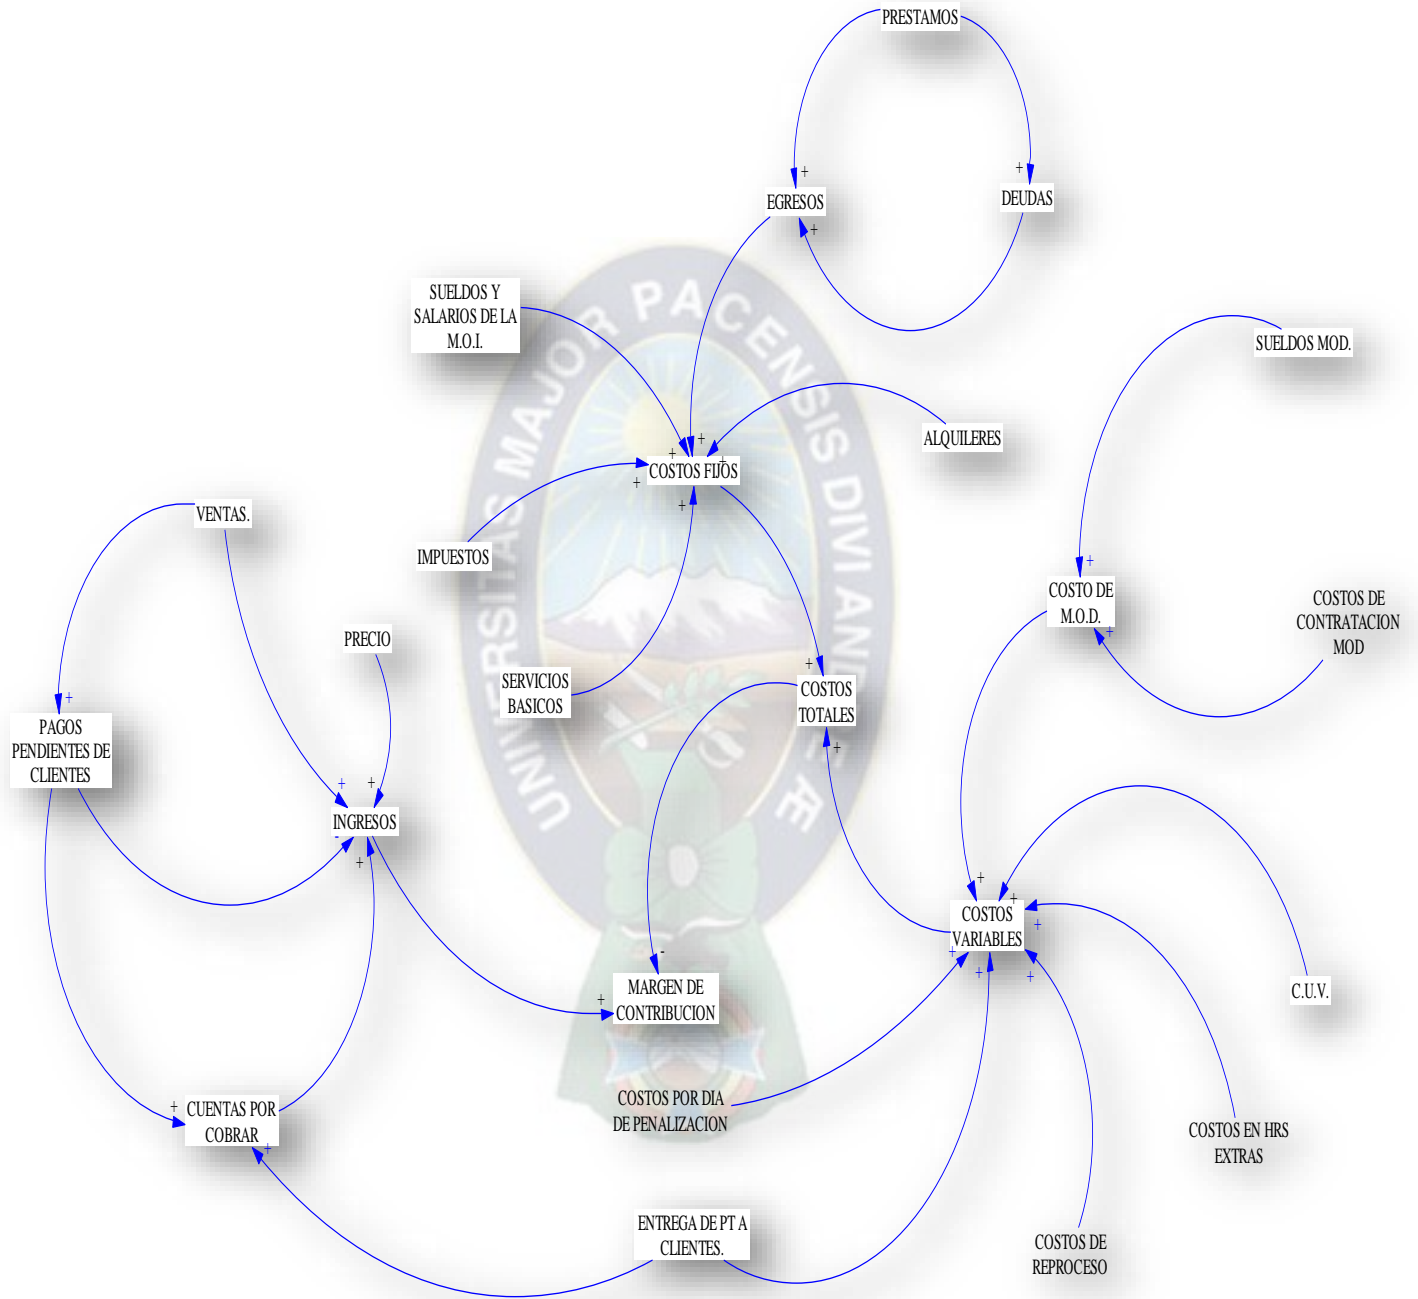 PRESTAMOS
EGRESOS
DEUDAS
SUELDOS Y
SALARIOS DE LA
M.O.I.
SUELDOS MOD.
ALQUILERES
COSTOS FIJOS
VENTAS.
IMPUESTOS
COSTO DE
M.O.D.
COSTOS DE
CONTRATACION
MOD
PRECIO
SERVICIOS
BASICOS
COSTOS
TOTALES
PAGOS
PENDIENTES DE
CLIENTES
INGRESOS
COSTOS
VARIABLES
C.U.V.
MARGEN DE
CONTRIBUCION
COSTOS POR DIA
DE PENALIZACION
CUENTAS POR
COBRAR
COSTOS EN HRS
EXTRAS
ENTREGA DE PT A
CLIENTES.
COSTOS DE
REPROCESO
UNIVERSITAS MAJOR PACENSIS DIVI